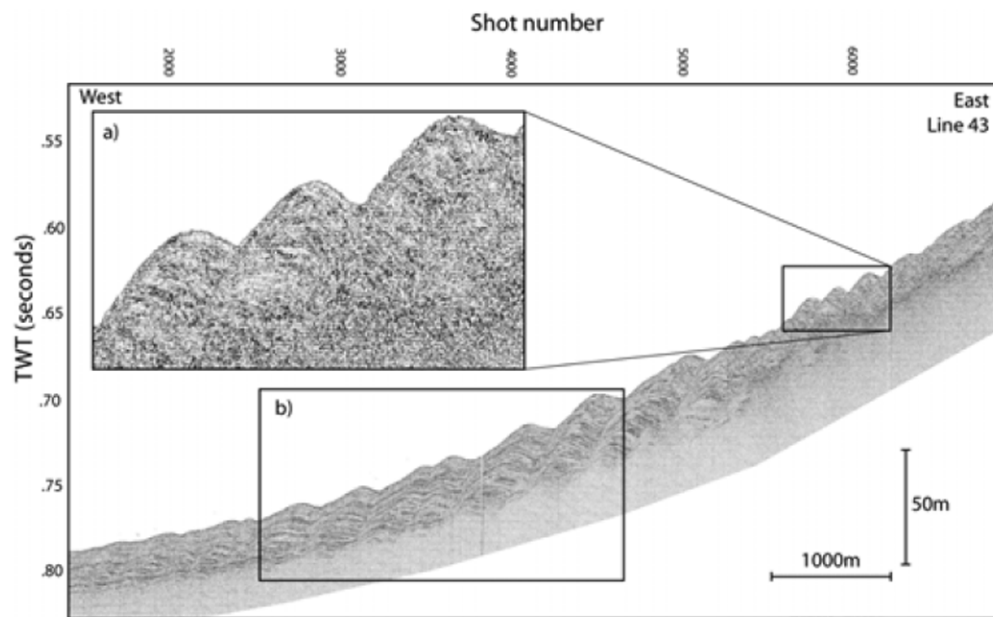 Shot number
2000 3000 4000 5000 6000
West
East
Line 43
a)
.55
.60
.65
.70
.75
.80
TWT (seconds)
b)
50m
1000m